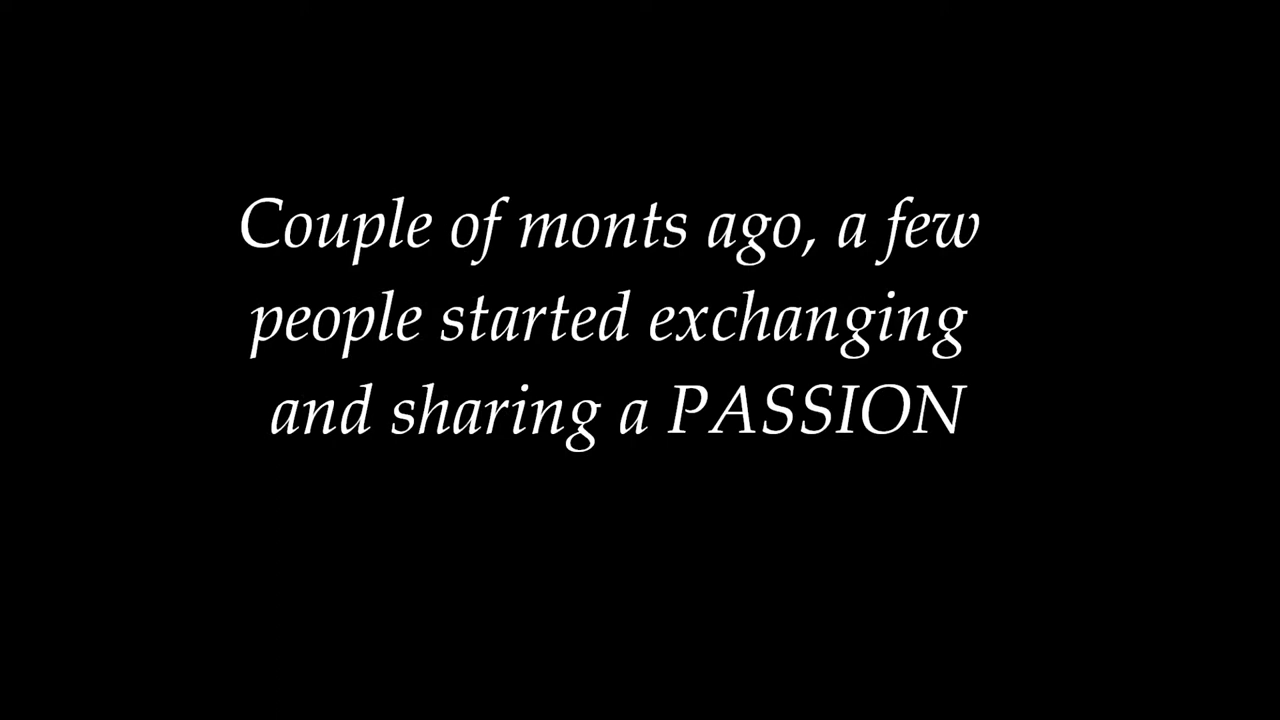 Couple of monts ago, a few
people started exchanging
and sharing a PASSION